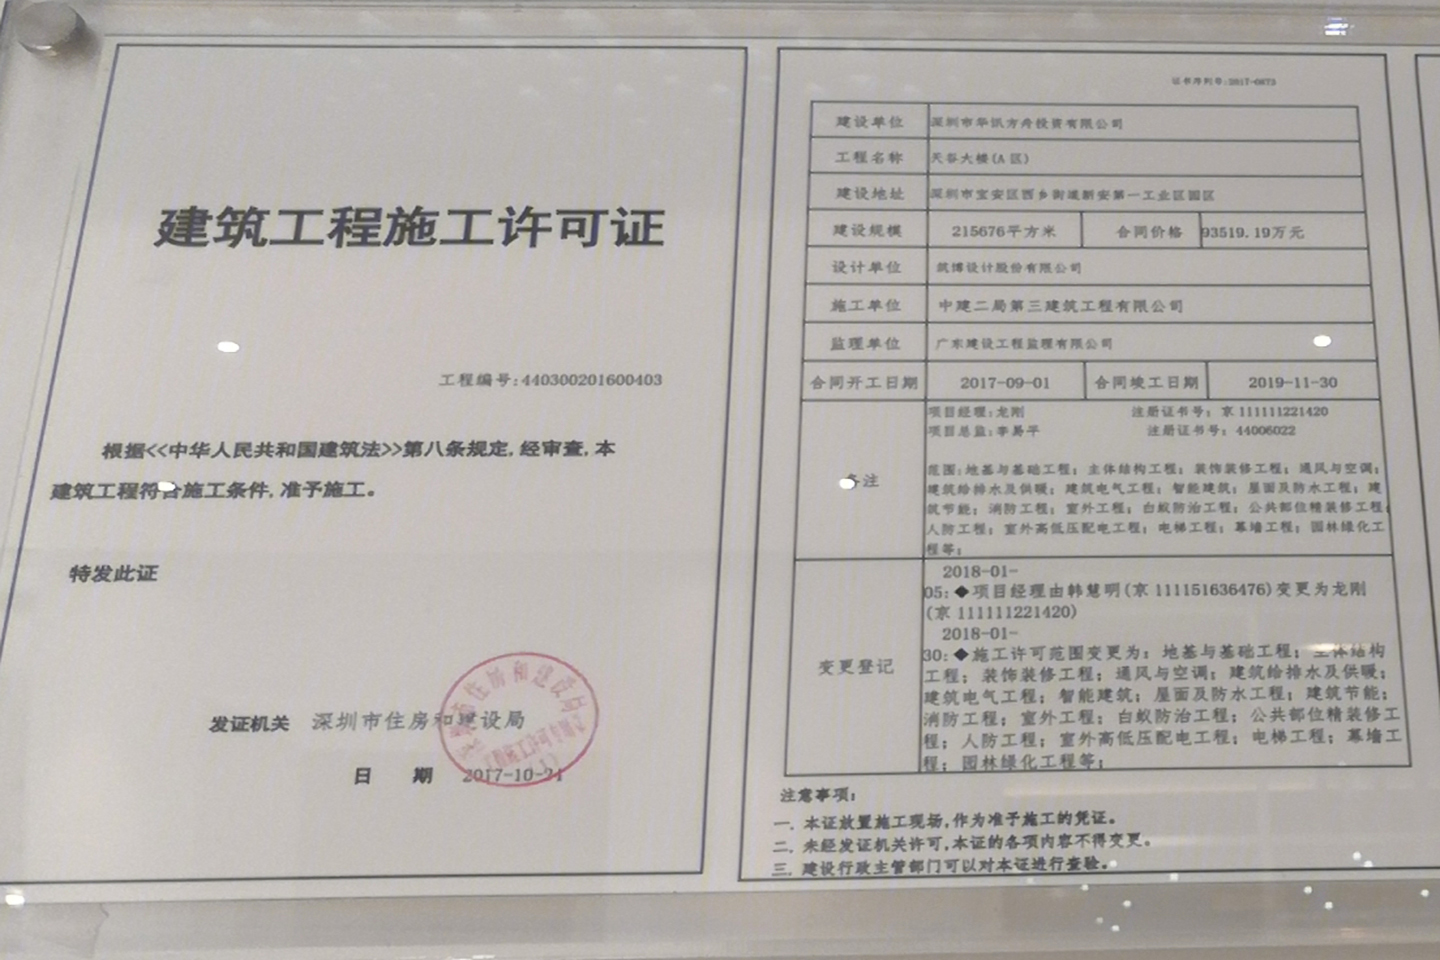 建筑工程施工许可证
工程编号:440300201600403
根据<<中华人民共和国建筑法>>第八条规定,经审查,本
建筑工程符合施工条件,准予施工。
特发此证
发证机关 深圳市住房和建设局
日 期 2017-10-24
证书序列号:2017-0873
建设单位 深圳市华讯方舟投资有限公司
工程名称 天谷大楼(A区)
建设地址 深圳市宝安区西乡街道新安第一工业区园区
建设规模 215676平方米 合同价格 93519.19万元
设计单位 筑博设计股份有限公司
施工单位 中建二局第三建筑工程有限公司
监理单位 广东建设工程监理有限公司
合同开工日期 2017-09-01 合同竣工日期 2019-11-30
备注
项目经理:龙刚 注册证书号:京111111221420
项目总监:李易平 注册证书号:44006022
范围:地基与基础工程;主体结构工程;装饰装修工程;通风与空调;
建筑给排水及供暖;建筑电气工程;智能建筑;屋面及防水工程;建
筑节能;消防工程;室外工程;白蚁防治工程;公共部位精装修工程;
人防工程;室外高低压配电工程;电梯工程;幕墙工程;园林绿化工
程等;
变更登记
2018-01-
05:◆项目经理由韩慧明(京111151636476)变更为龙刚
(京111111221420)
2018-01-
30:◆施工许可范围变更为:地基与基础工程;主体结构
工程;装饰装修工程;通风与空调;建筑给排水及供暖;
建筑电气工程;智能建筑;屋面及防水工程;建筑节能;
消防工程;室外工程;白蚁防治工程;公共部位精装修工
程;人防工程;室外高低压配电工程;电梯工程;幕墙工
程;园林绿化工程等;
注意事项:
一. 本证放置施工现场,作为准予施工的凭证。
二. 未经发证机关许可,本证的各项内容不得变更。
三. 建设行政主管部门可以对本证进行查验。